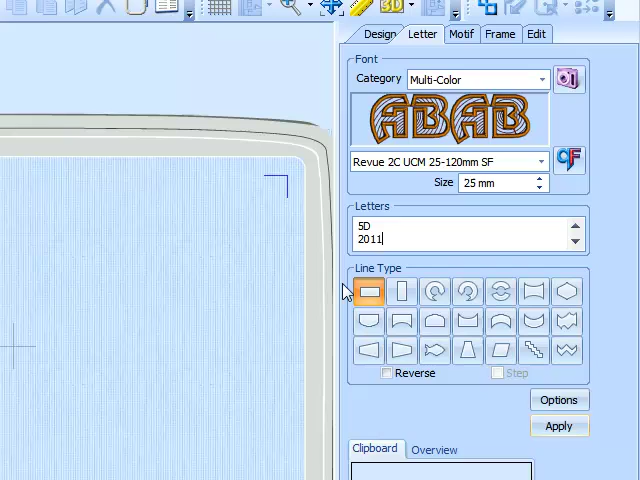 3D
Design
Letter
Motif
Frame
Edit
Font
Category
Multi-Color
ABAB
Revue 2C UCM 25-120mm SF
Size
25 mm
Letters
5D
2011
Line Type
Reverse
Step
Options
Apply
Clipboard
Overview